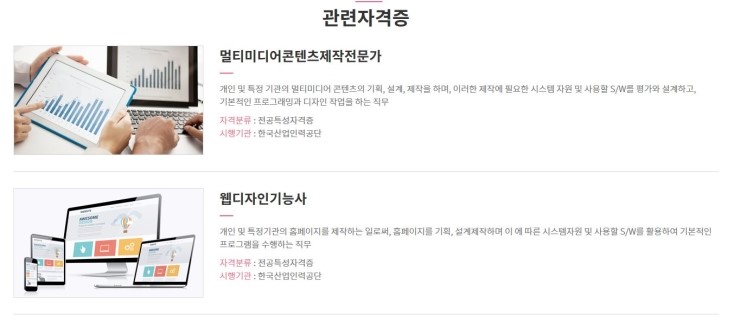 관련자격증
멀티미디어콘텐츠제작전문가
개인 및 특정 기관의 멀티미디어 콘텐츠의 기획, 설계, 제작을 하며, 이러한 제작에 필요한 시스템 자원 및 사용할 S/W를 평가와 설계하고,
기본적인 프로그래밍과 디자인 작업을 하는 직무
자격분류 : 전공특성자격증
시행기관 : 한국산업인력공단
AWESOME
웹디자인기능사
개인 및 특정기관의 홈페이지를 제작하는 일로써, 홈페이지를 기획, 설계제작하며 이 에 따른 시스템자원 및 사용할 S/W를 활용하여 기본적인
프로그램을 수행하는 직무
자격분류 : 전공특성자격증
시행기관 : 한국산업인력공단